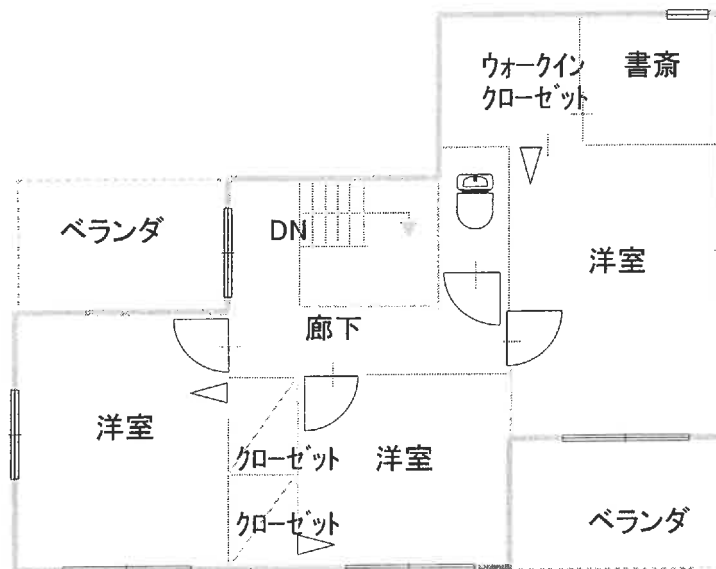 ウォークイン
クローゼット
書斎
ベランダ
DN
洋室
廊下
洋室
クローゼット
洋室
クローゼット
ベランダ